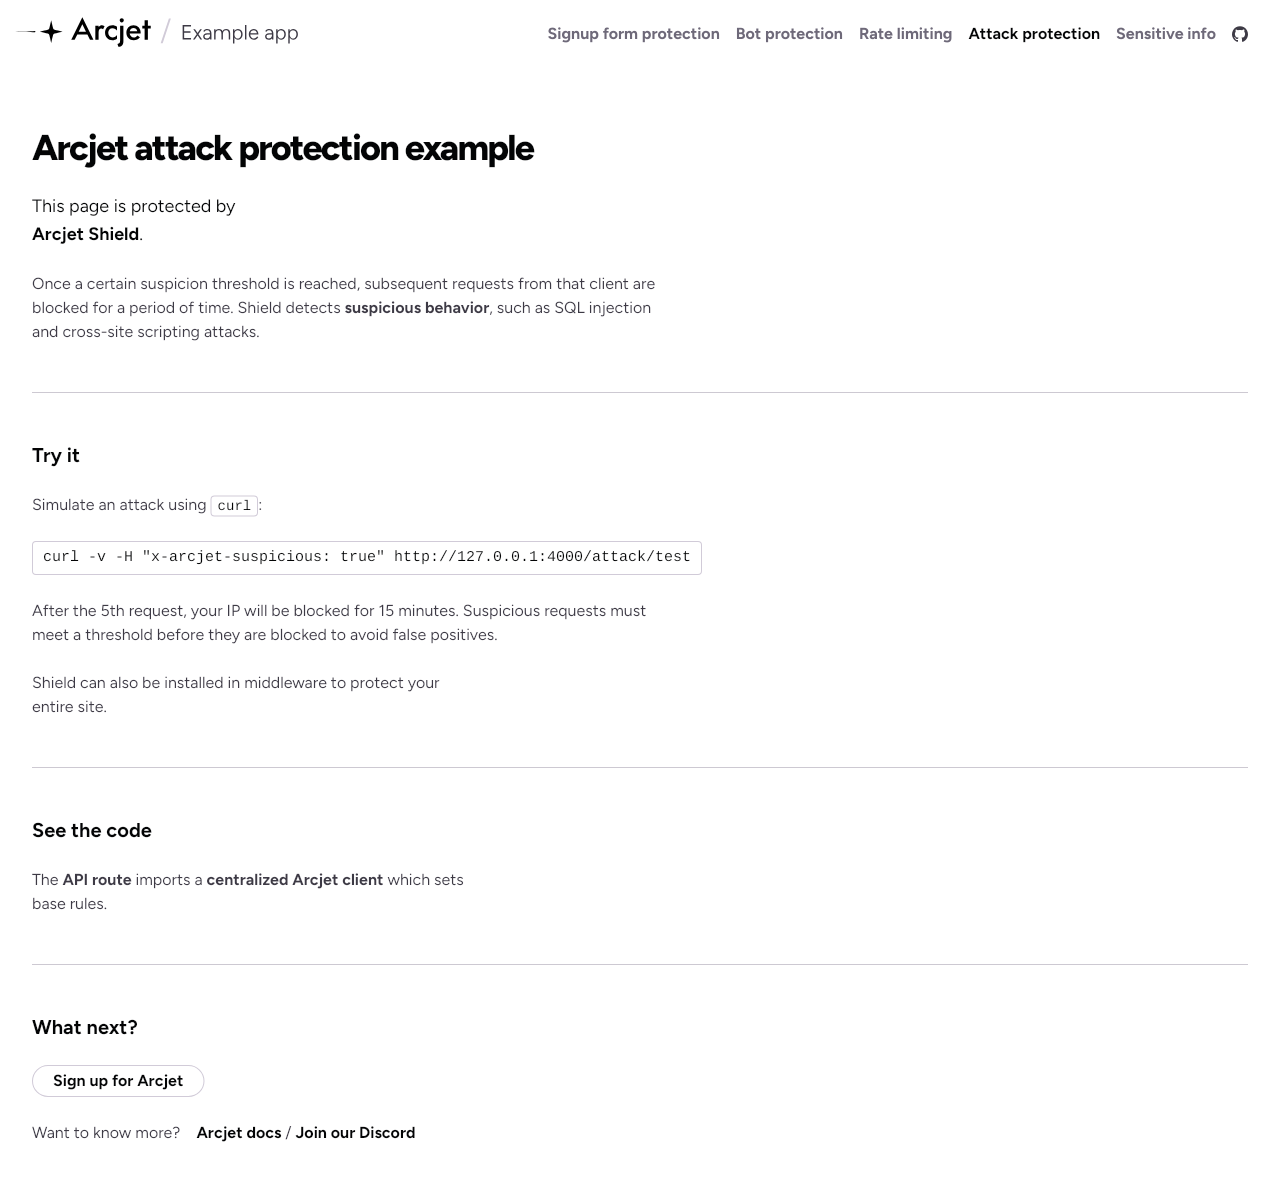 Arcjet / Example app
Signup form protection Bot protection Rate limiting Attack protection Sensitive info
Arcjet attack protection example
This page is protected by
Arcjet Shield.
Once a certain suspicion threshold is reached, subsequent requests from that client are
blocked for a period of time. Shield detects suspicious behavior, such as SQL injection
and cross-site scripting attacks.
Try it
Simulate an attack using curl:
curl -v -H "x-arcjet-suspicious: true" http://127.0.0.1:4000/attack/test
After the 5th request, your IP will be blocked for 15 minutes. Suspicious requests must
meet a threshold before they are blocked to avoid false positives.
Shield can also be installed in middleware to protect your
entire site.
See the code
The API route imports a centralized Arcjet client which sets
base rules.
What next?
Sign up for Arcjet
Want to know more? Arcjet docs / Join our Discord